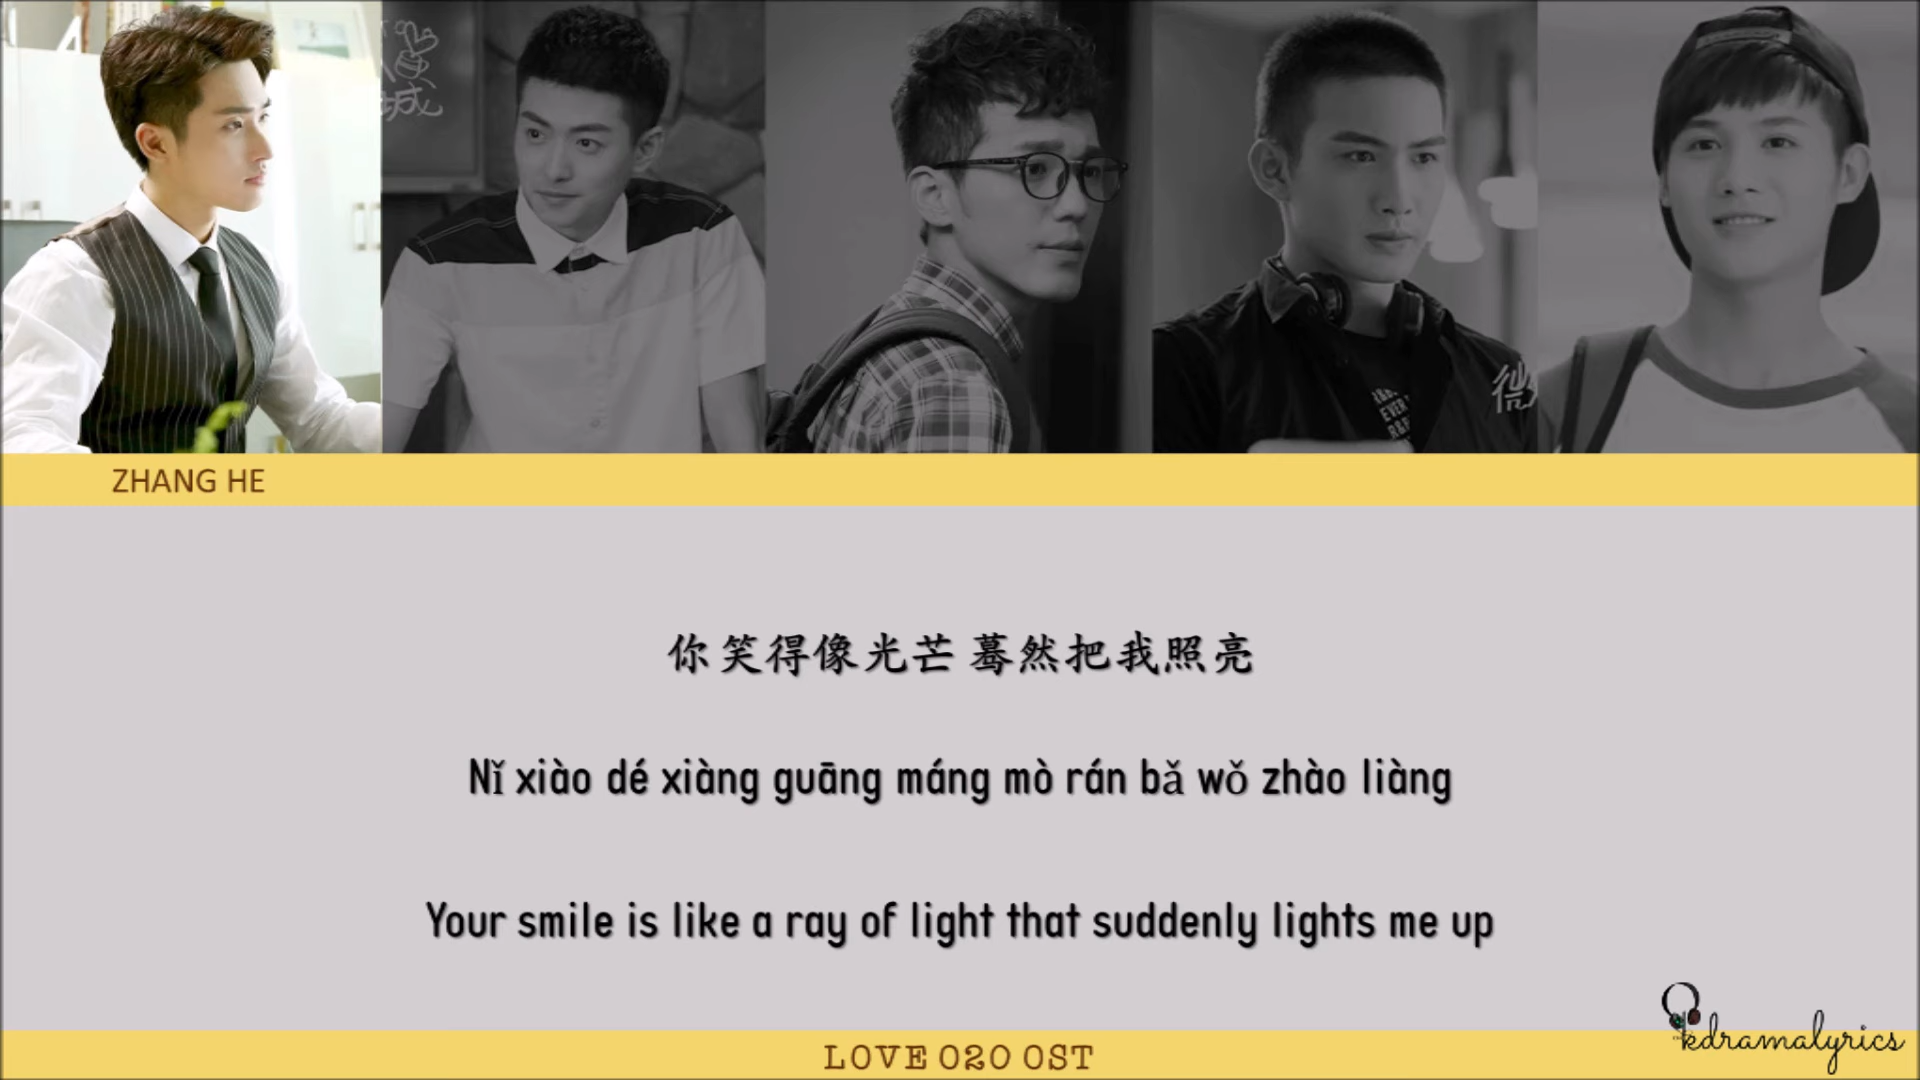 ZHANG HE
你笑得像光芒 蓦然把我照亮
Nǐ xiào dé xiàng guāng máng mò rán bǎ wǒ zhào liàng
Your smile is like a ray of light that suddenly lights me up
kdramalyrics
LOVE O2O OST